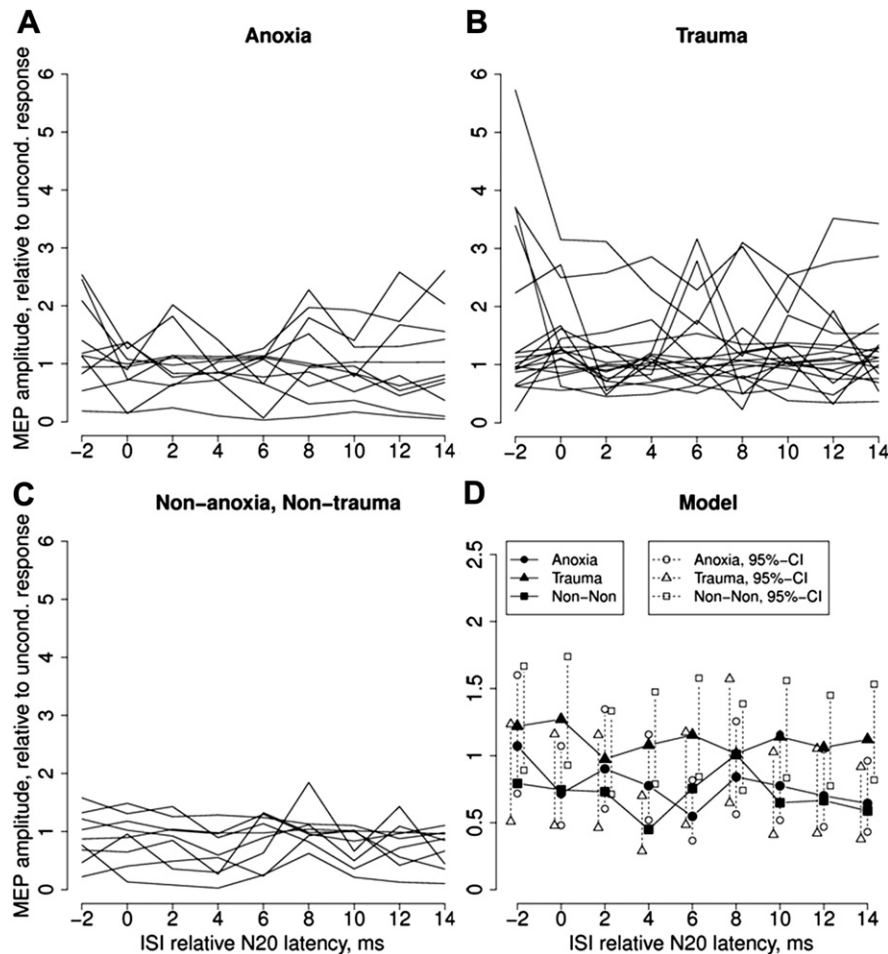 A
Anoxia
MEP amplitude, relative to uncond. response
6
5
4
3
2
1
0
−2 0 2 4 6 8 10 12 14
B
Trauma
6
5
4
3
2
1
0
−2 0 2 4 6 8 10 12 14
C
Non−anoxia, Non−trauma
MEP amplitude, relative to uncond. response
6
5
4
3
2
1
0
−2 0 2 4 6 8 10 12 14
ISI relative N20 latency, ms
D
Model
Anoxia
Trauma
Non−Non
Anoxia, 95%−CI
Trauma, 95%−CI
Non−Non, 95%−CI
2.5
2
1.5
1
0.5
0
−2 0 2 4 6 8 10 12 14
ISI relative N20 latency, ms